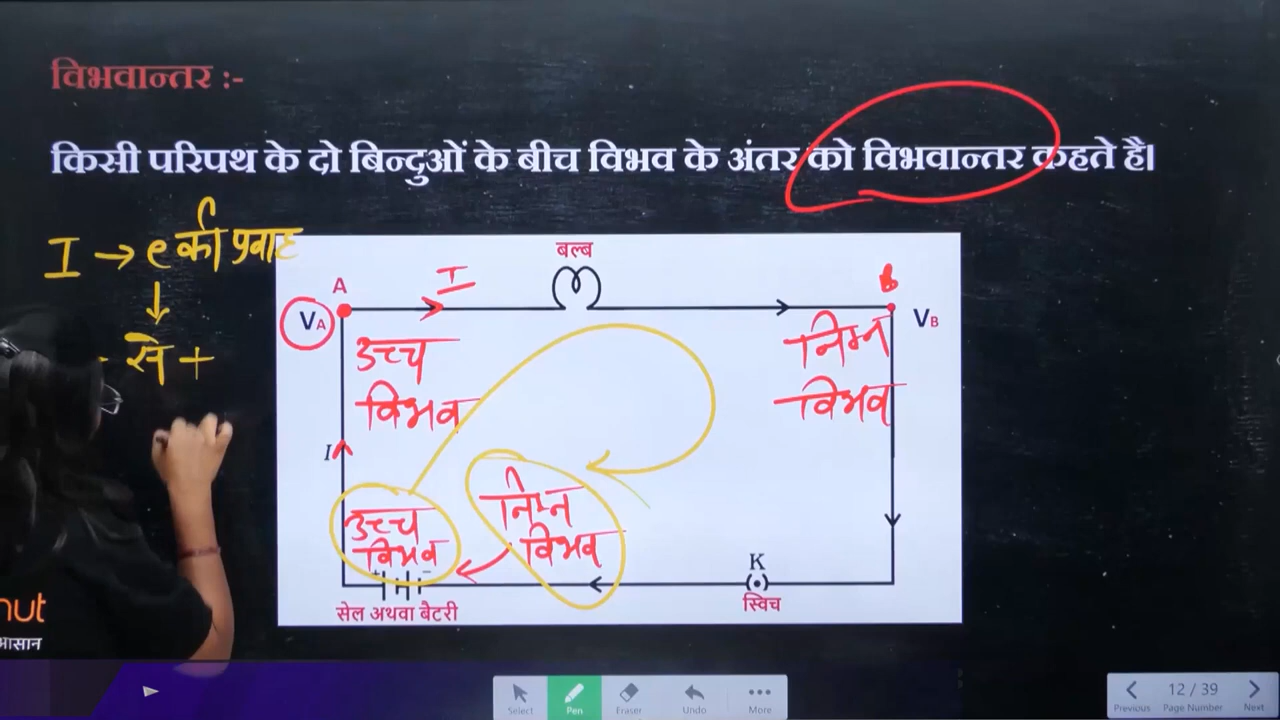 विभवान्तर :-
किसी परिपथ के दो बिन्दुओं के बीच विभव के अंतर को विभवान्तर कहते है।
I → e की प्रवाह
↓
- से +
बल्ब
A
I
B
VA
VB
उच्च
विभव
निम्न
विभव
I
उच्च
विभव
निम्न
विभव
+
-
K
स्विच
सेल अथवा बैटरी
nut
आसान
Select
Pen
Eraser
Undo
More
Previous
12 / 39
Page Number
Next